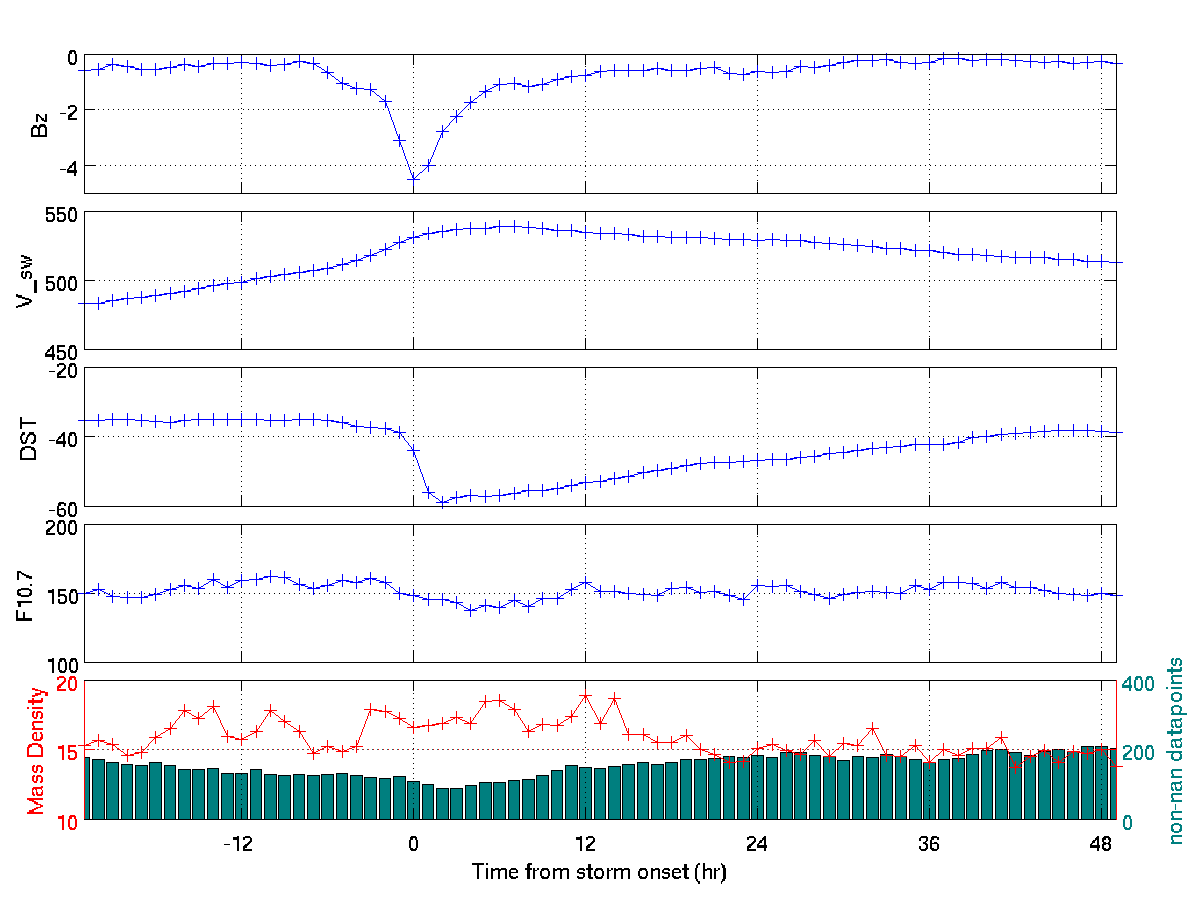 0
-2
-4
Bz
550
500
450
V_sw
-20
-40
-60
DST
200
150
100
F10.7
20
15
10
Mass Density
400
200
0
non-nan datapoints
-12 0 12 24 36 48
Time from storm onset (hr)